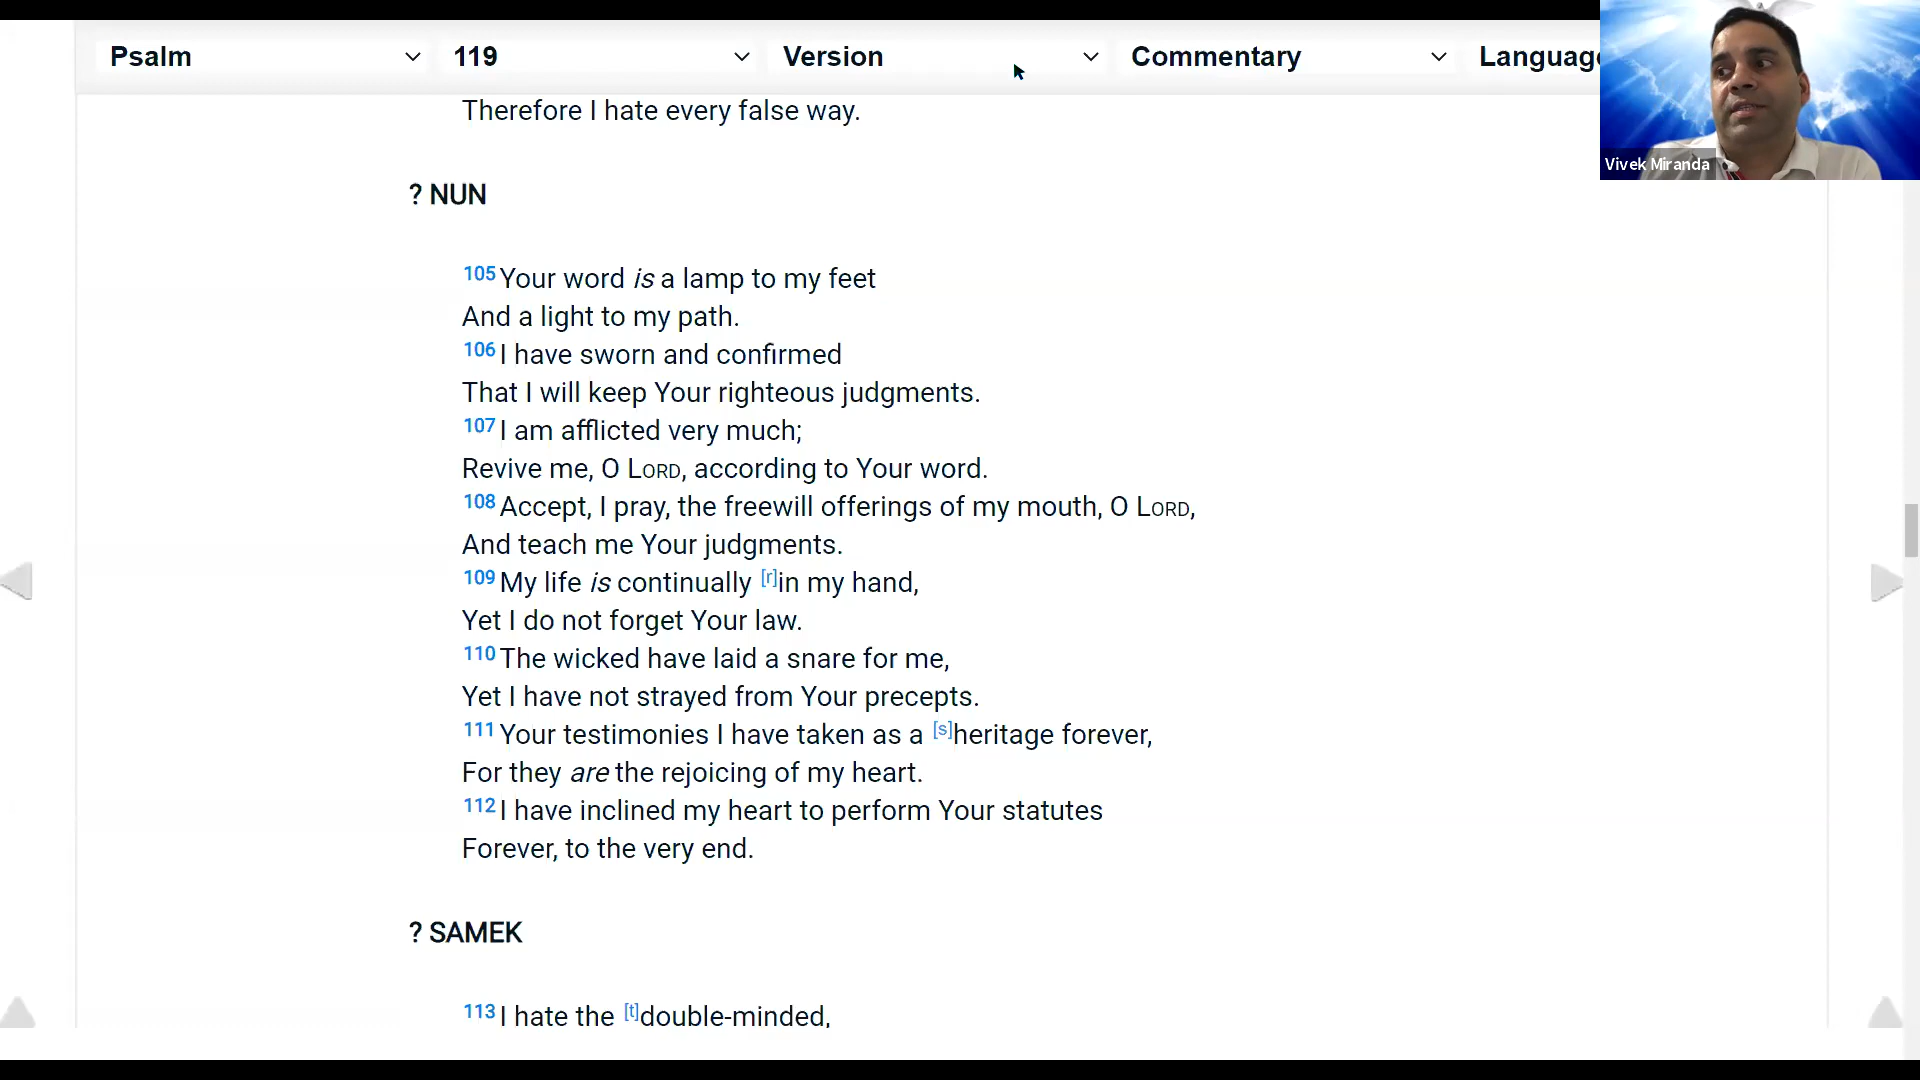 Psalm 119 Version Commentary Language
Vivek Miranda
Therefore I hate every false way.
? NUN
105 Your word is a lamp to my feet
And a light to my path.
106 I have sworn and confirmed
That I will keep Your righteous judgments.
107 I am afflicted very much;
Revive me, O LORD, according to Your word.
108 Accept, I pray, the freewill offerings of my mouth, O LORD,
And teach me Your judgments.
109 My life is continually [r]in my hand,
Yet I do not forget Your law.
110 The wicked have laid a snare for me,
Yet I have not strayed from Your precepts.
111 Your testimonies I have taken as a [s]heritage forever,
For they are the rejoicing of my heart.
112 I have inclined my heart to perform Your statutes
Forever, to the very end.
? SAMEK
113 I hate the [t]double-minded,